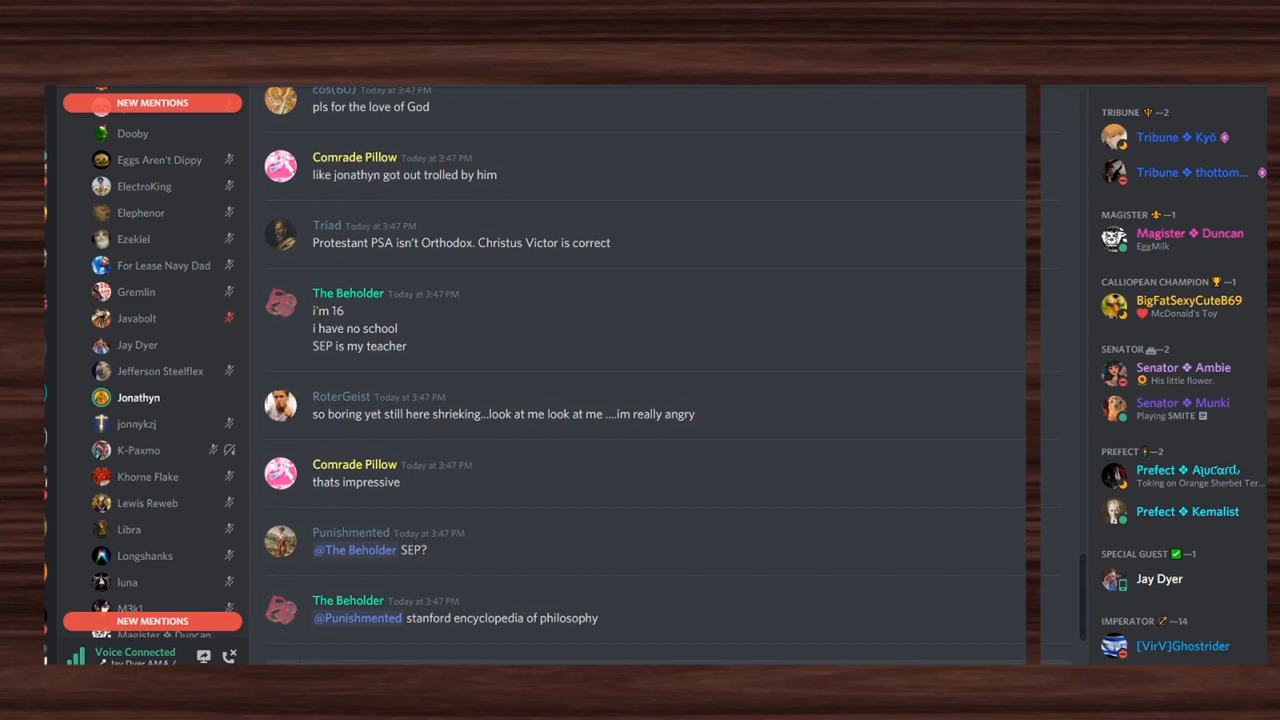 NEW MENTIONS
Dooby
Eggs Aren't Dippy
ElectroKing
Elephenor
Ezekiel
For Lease Navy Dad
Gremlin
Javabolt
Jay Dyer
Jefferson Steelflex
Jonathyn
jonnykzj
K-Paxmo
Khorne Flake
Lewis Reweb
Libra
Longshanks
luna
M3k1
NEW MENTIONS
Magister ❖ Duncan
Voice Connected
Jay Dyer AMA /
cos(60) Today at 3:47 PM
pls for the love of God
Comrade Pillow Today at 3:47 PM
like jonathyn got out trolled by him
Triad Today at 3:47 PM
Protestant PSA isn't Orthodox. Christus Victor is correct
The Beholder Today at 3:47 PM
i'm 16
i have no school
SEP is my teacher
RoterGeist Today at 3:47 PM
so boring yet still here shrieking...look at me look at me ....im really angry
Comrade Pillow Today at 3:47 PM
thats impressive
Punishmented Today at 3:47 PM
@The Beholder SEP?
The Beholder Today at 3:47 PM
@Punishmented stanford encyclopedia of philosophy
TRIBUNE 🔱—2
Tribune ❖ Kyō
Tribune ❖ thottom...
MAGISTER ⚜—1
Magister ❖ Duncan
EggMilk
CALLIOPEAN CHAMPION 🏆—1
BigFatSexyCuteB69
❤ McDonald's Toy
SENATOR —2
Senator ❖ Ambie
🌻 His little flower.
Senator ❖ Munki
Playing SMITE
PREFECT —2
Prefect ❖
Toking on Orange Sherbet Ter...
Prefect ❖ Kemalist
SPECIAL GUEST ✅—1
Jay Dyer
IMPERATOR —14
[VirV]Ghostrider